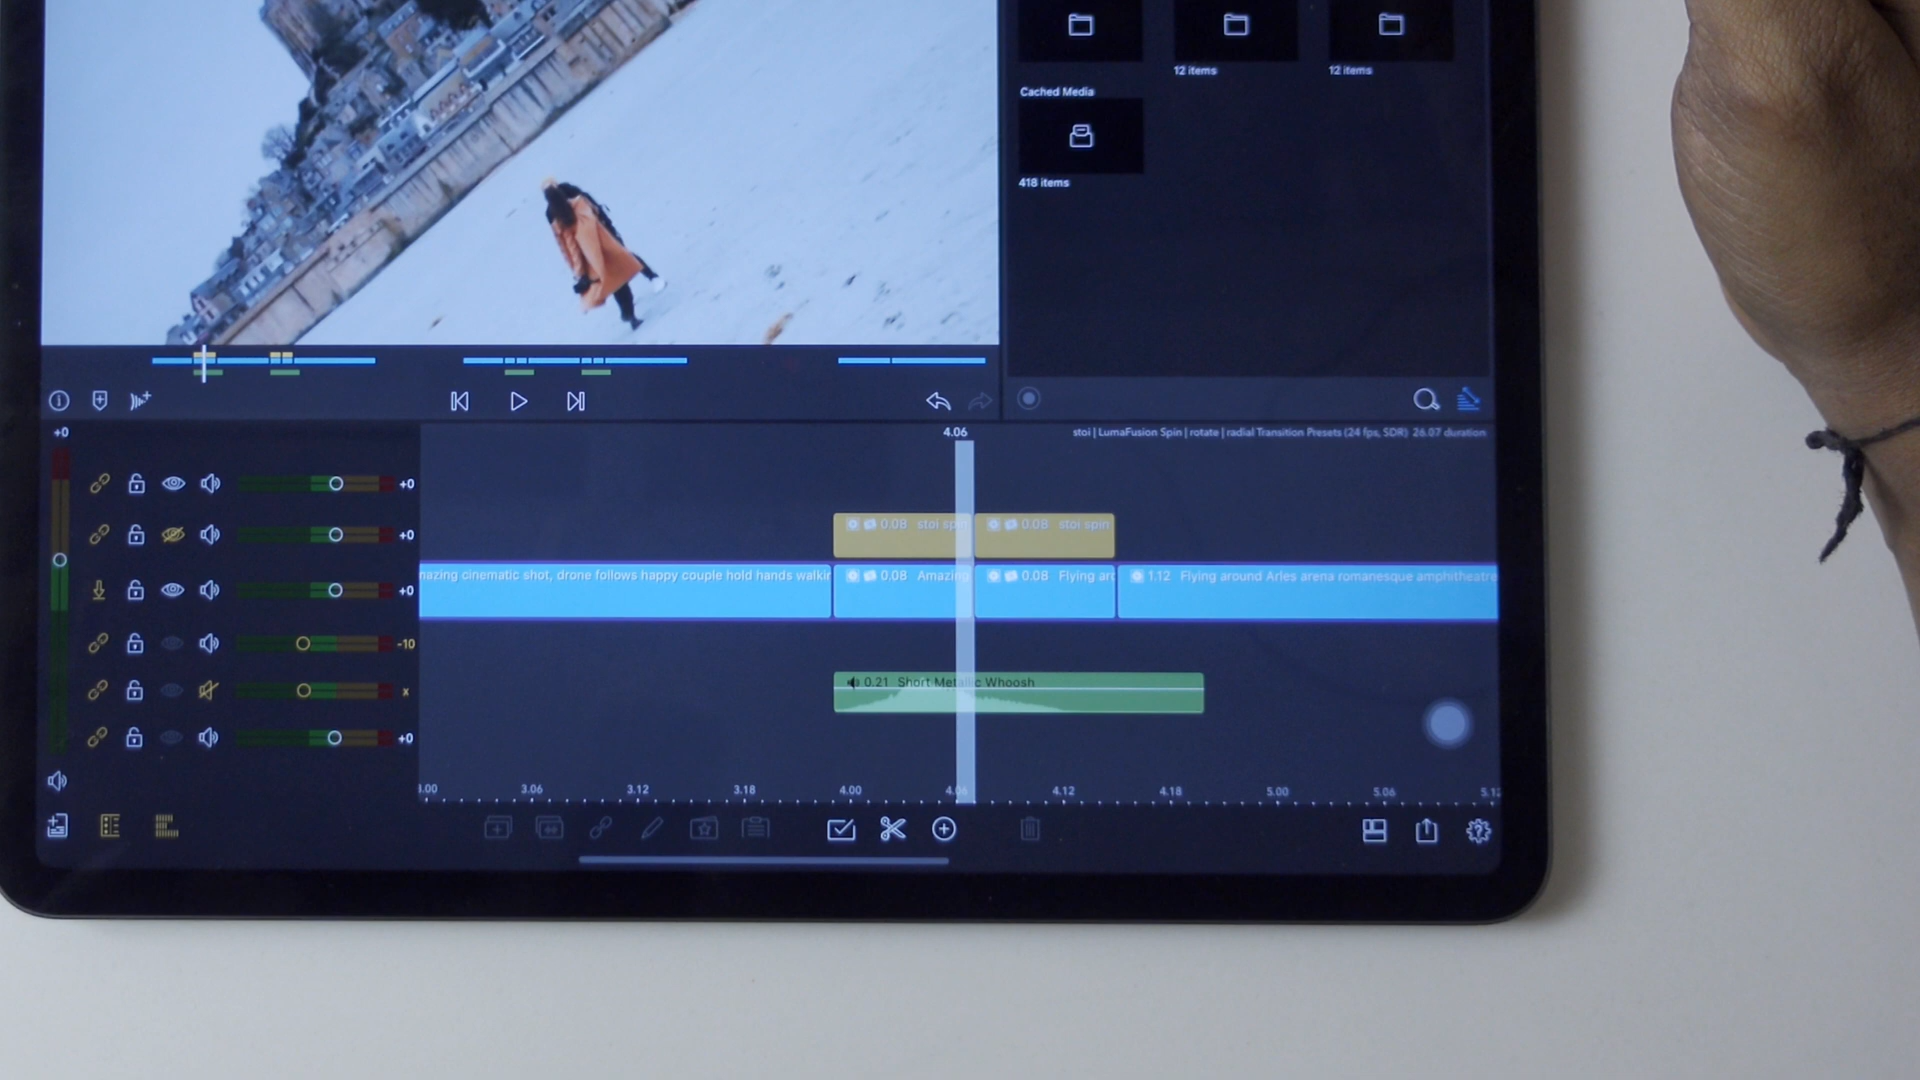 12 items
12 items
Cached Media
418 items
+0
4.06
stoi | LumaFusion Spin | rotate | radial Transition Presets (24 fps, SDR) 26.07 duration
+0
+0
0.08 stoi spin
0.08 stoi spin
+0
mazing cinematic shot, drone follows happy couple hold hands walkin
0.08 Amazing
0.08 Flying aro
1.12 Flying around Arles arena romanesque amphitheatre
-10
x
0.21 Short Metallic Whoosh
+0
3.00
3.06
3.12
3.18
4.00
4.06
4.12
4.18
5.00
5.06
5.12